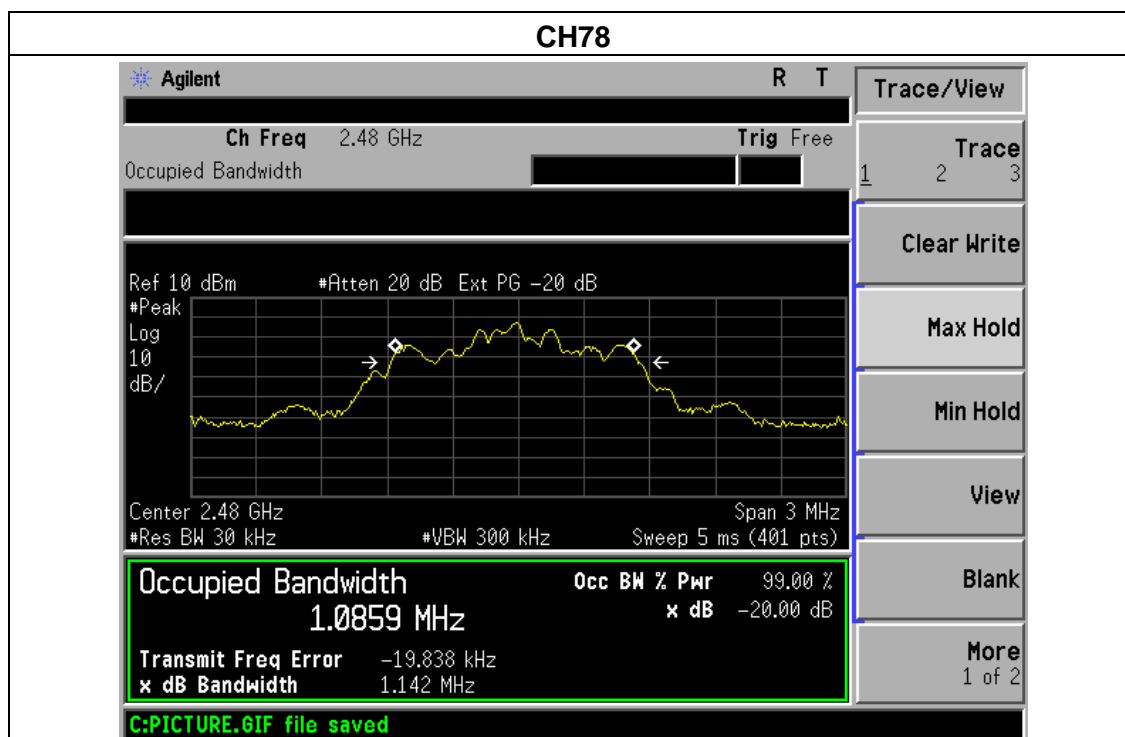 CH78
Agilent R T
Trace/View
Ch Freq 2.48 GHz Trig Free
Occupied Bandwidth
Trace
1 2 3
Clear Write
Ref 10 dBm #Atten 20 dB Ext PG -20 dB
#Peak
Log
10
dB/
Max Hold
Min Hold
View
Center 2.48 GHz Span 3 MHz
#Res BW 30 kHz #VBW 300 kHz Sweep 5 ms (401 pts)
Occupied Bandwidth Occ BW % Pwr 99.00 %
1.0859 MHz x dB -20.00 dB
Blank
Transmit Freq Error -19.838 kHz
x dB Bandwidth 1.142 MHz
More
1 of 2
C:PICTURE.GIF file saved